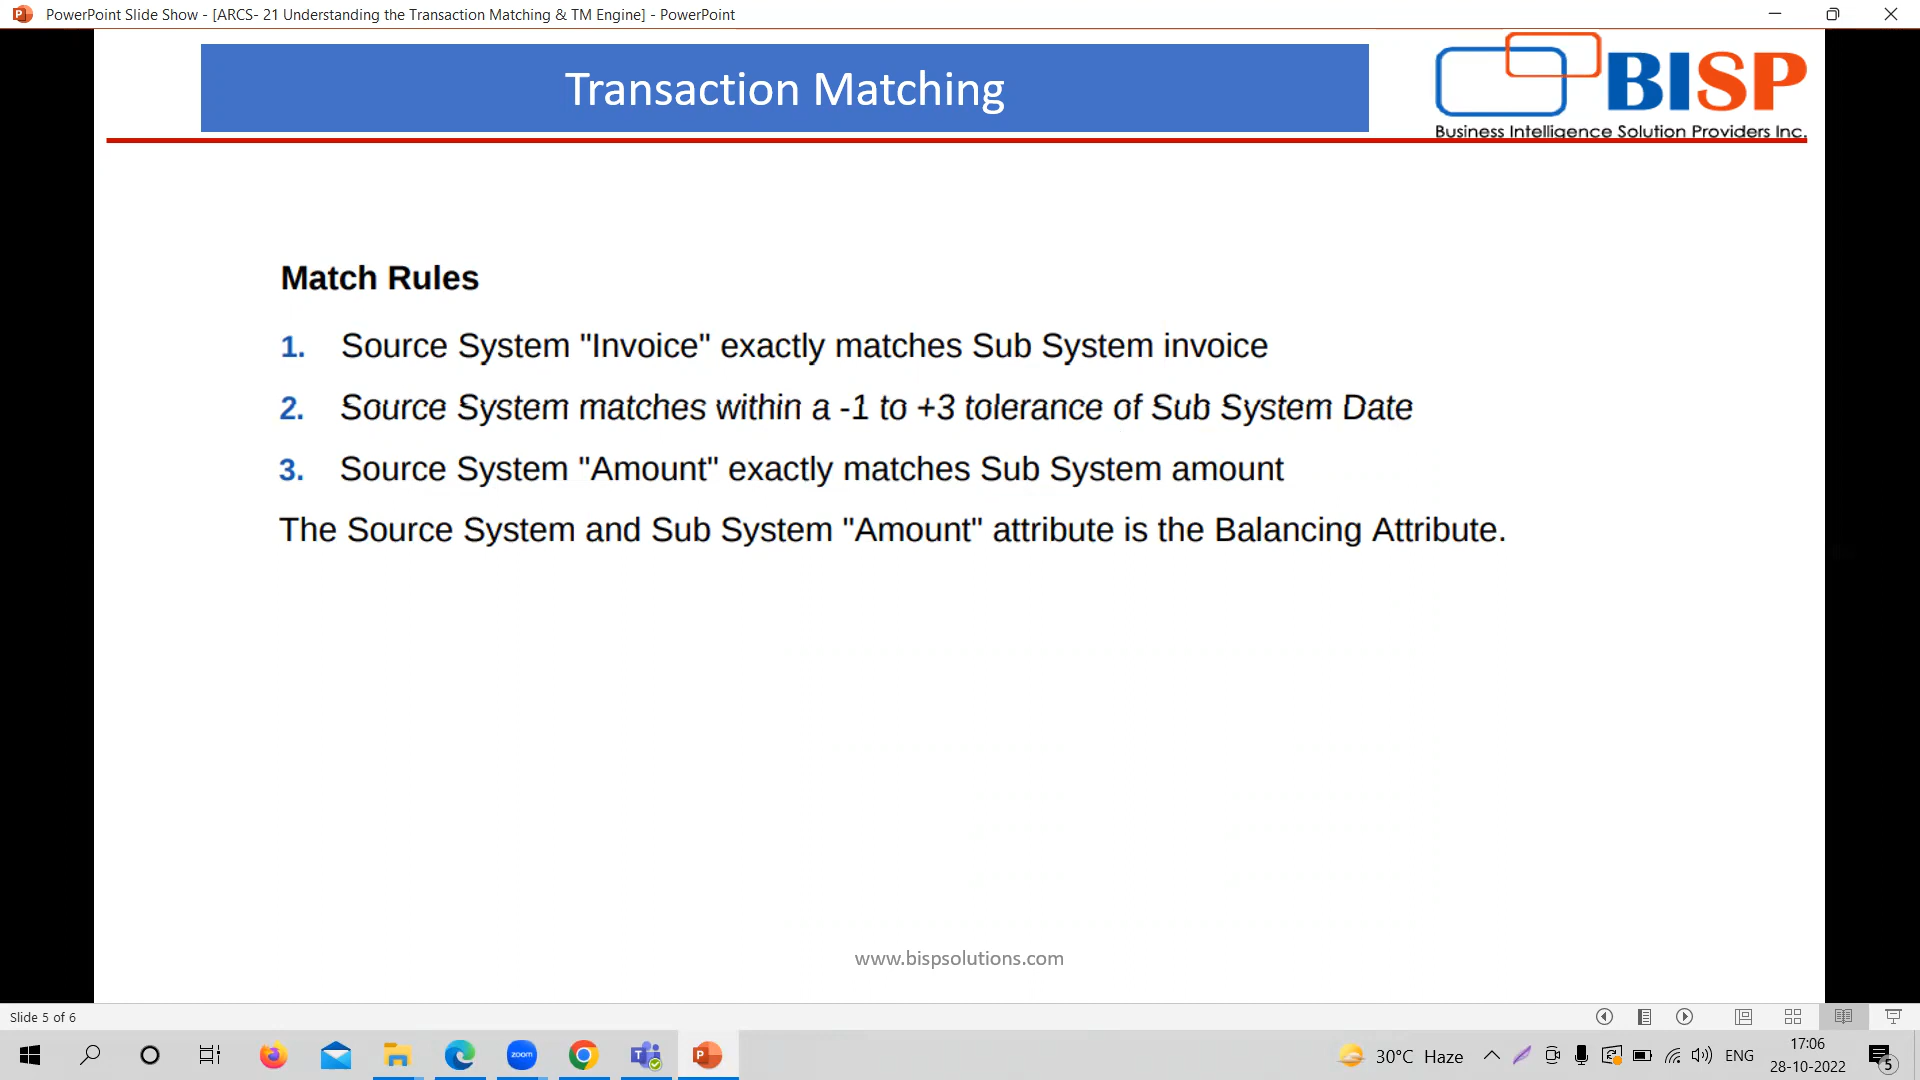 PowerPoint Slide Show - [ARCS- 21 Understanding the Transaction Matching & TM Engine] - PowerPoint
Transaction Matching
BISP
Business Intelligence Solution Providers Inc.
Match Rules
1. Source System "Invoice" exactly matches Sub System invoice
2. Source System matches within a -1 to +3 tolerance of Sub System Date
3. Source System "Amount" exactly matches Sub System amount
The Source System and Sub System "Amount" attribute is the Balancing Attribute.
www.bispsolutions.com
Slide 5 of 6
zoom
30°C Haze
ENG
17:06
28-10-2022
5